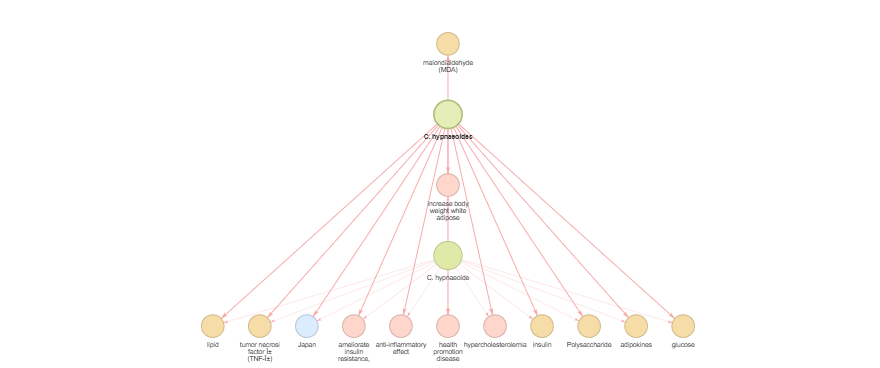 malondialdehyde
(MDA)
C. hypnaeoides
increase body
weight white
adipose
C. hypnaeoide
lipid
tumor necrosi
factor Î±
(TNF-Î±)
Japan
ameliorate
insulin
resistance,
anti-inflammatory
effect
health
promotion
disease
hypercholesterolemia
insulin
Polysaccharide
adipokines
glucose